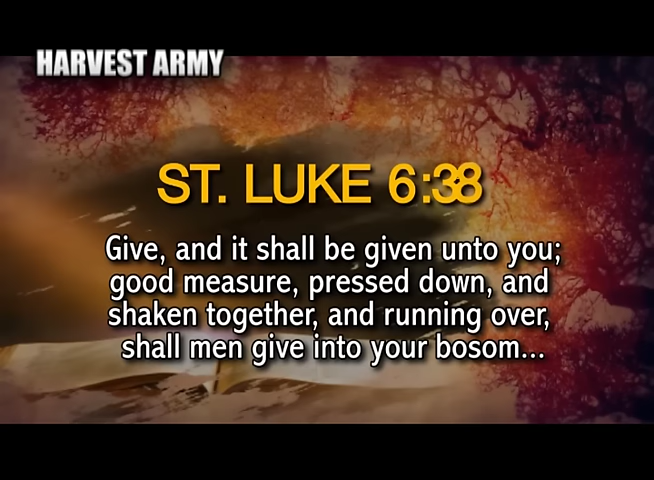 HARVEST ARMY
ST. LUKE 6:38
Give, and it shall be given unto you;
good measure, pressed down, and
shaken together, and running over,
shall men give into your bosom...